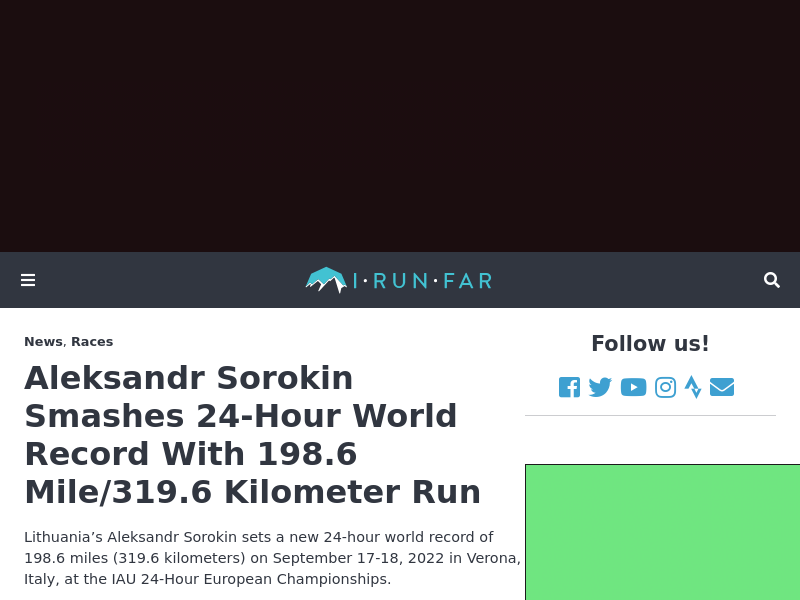 I·RUN·FAR
News, Races
Aleksandr Sorokin
Smashes 24-Hour World
Record With 198.6
Mile/319.6 Kilometer Run
Lithuania’s Aleksandr Sorokin sets a new 24-hour world record of
198.6 miles (319.6 kilometers) on September 17-18, 2022 in Verona,
Italy, at the IAU 24-Hour European Championships.
Follow us!